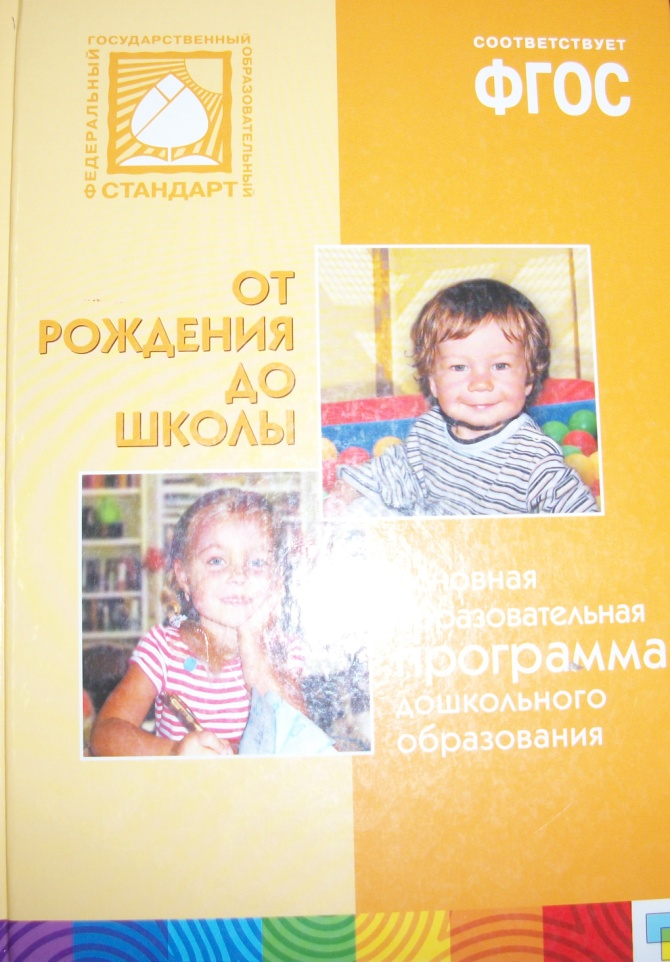 ФЕДЕРАЛЬНЫЙ
ГОСУДАРСТВЕННЫЙ
ОБРАЗОВАТЕЛЬНЫЙ
СТАНДАРТ
СООТВЕТСТВУЕТ
ФГОС
ОТ
РОЖДЕНИЯ
ДО
ШКОЛЫ
программа
дошкольного
образования